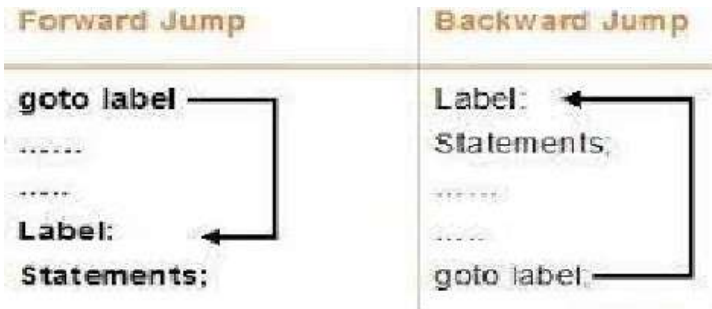 Forward Jump
goto label
......
.....
Label:
Statements;
Backward Jump
Label:
Statements;
......
.....
goto label;